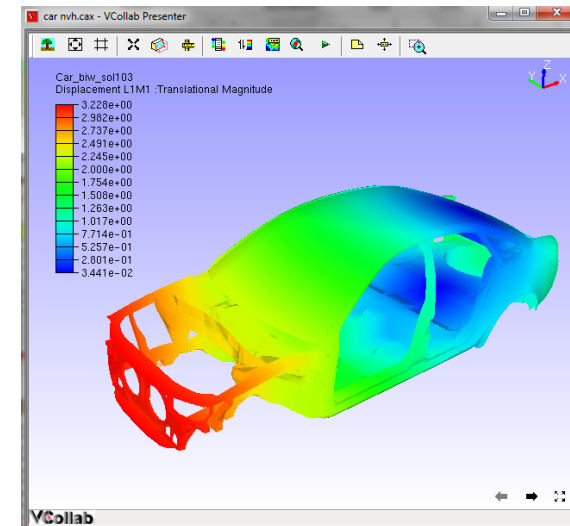 car nvh.cax - VCollab Presenter
Car_biw_sol103
Displacement L1M1 :Translational Magnitude
3.228e+00
2.982e+00
2.737e+00
2.491e+00
2.245e+00
2.000e+00
1.754e+00
1.508e+00
1.263e+00
1.017e+00
7.714e-01
5.257e-01
2.801e-01
3.441e-02
Z
Y
X
VCollab